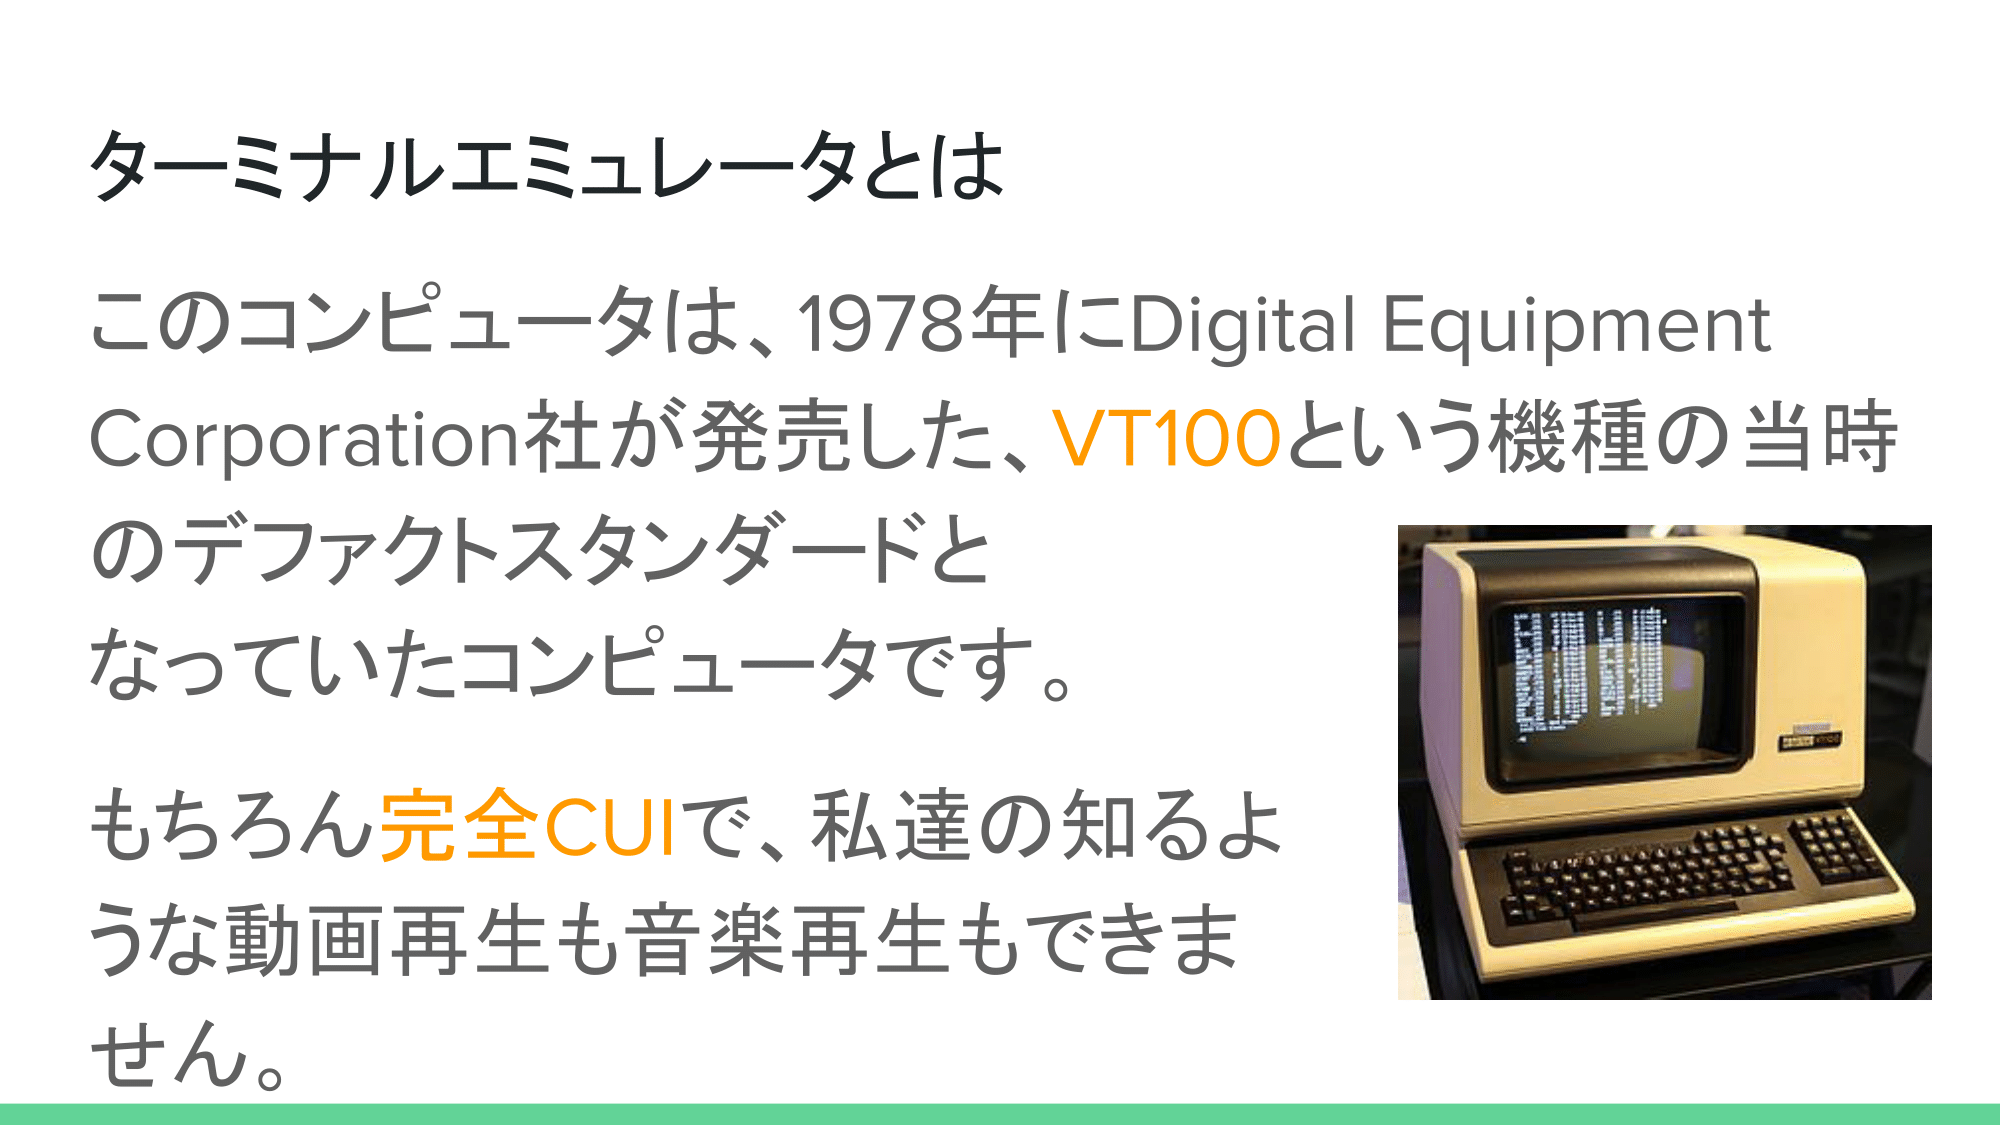 ターミナルエミュレータとは
このコンピュータは、1978年にDigital Equipment
Corporation社が発売した、VT100という機種の当時
のデファクトスタンダードと
なっていたコンピュータです。
もちろん完全CUIで、私達の知るよ
うな動画再生も音楽再生もできま
せん。